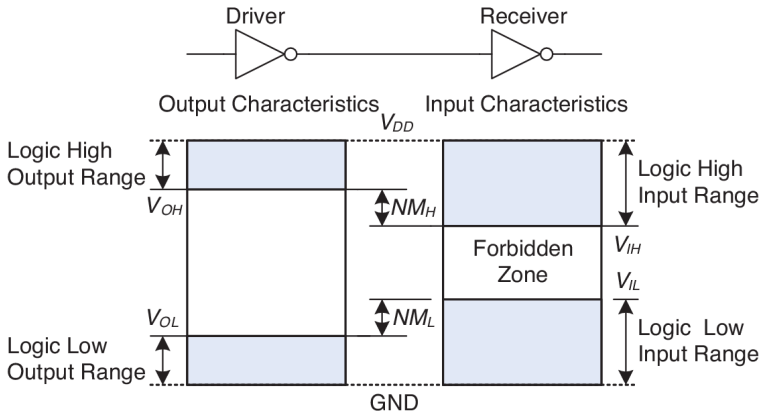 Driver
Receiver
Output Characteristics
Input Characteristics
VDD
Logic High
Output Range
Logic High
Input Range
VOH
NMH
VIH
Forbidden
Zone
VIL
VOL
NML
Logic Low
Output Range
Logic Low
Input Range
GND